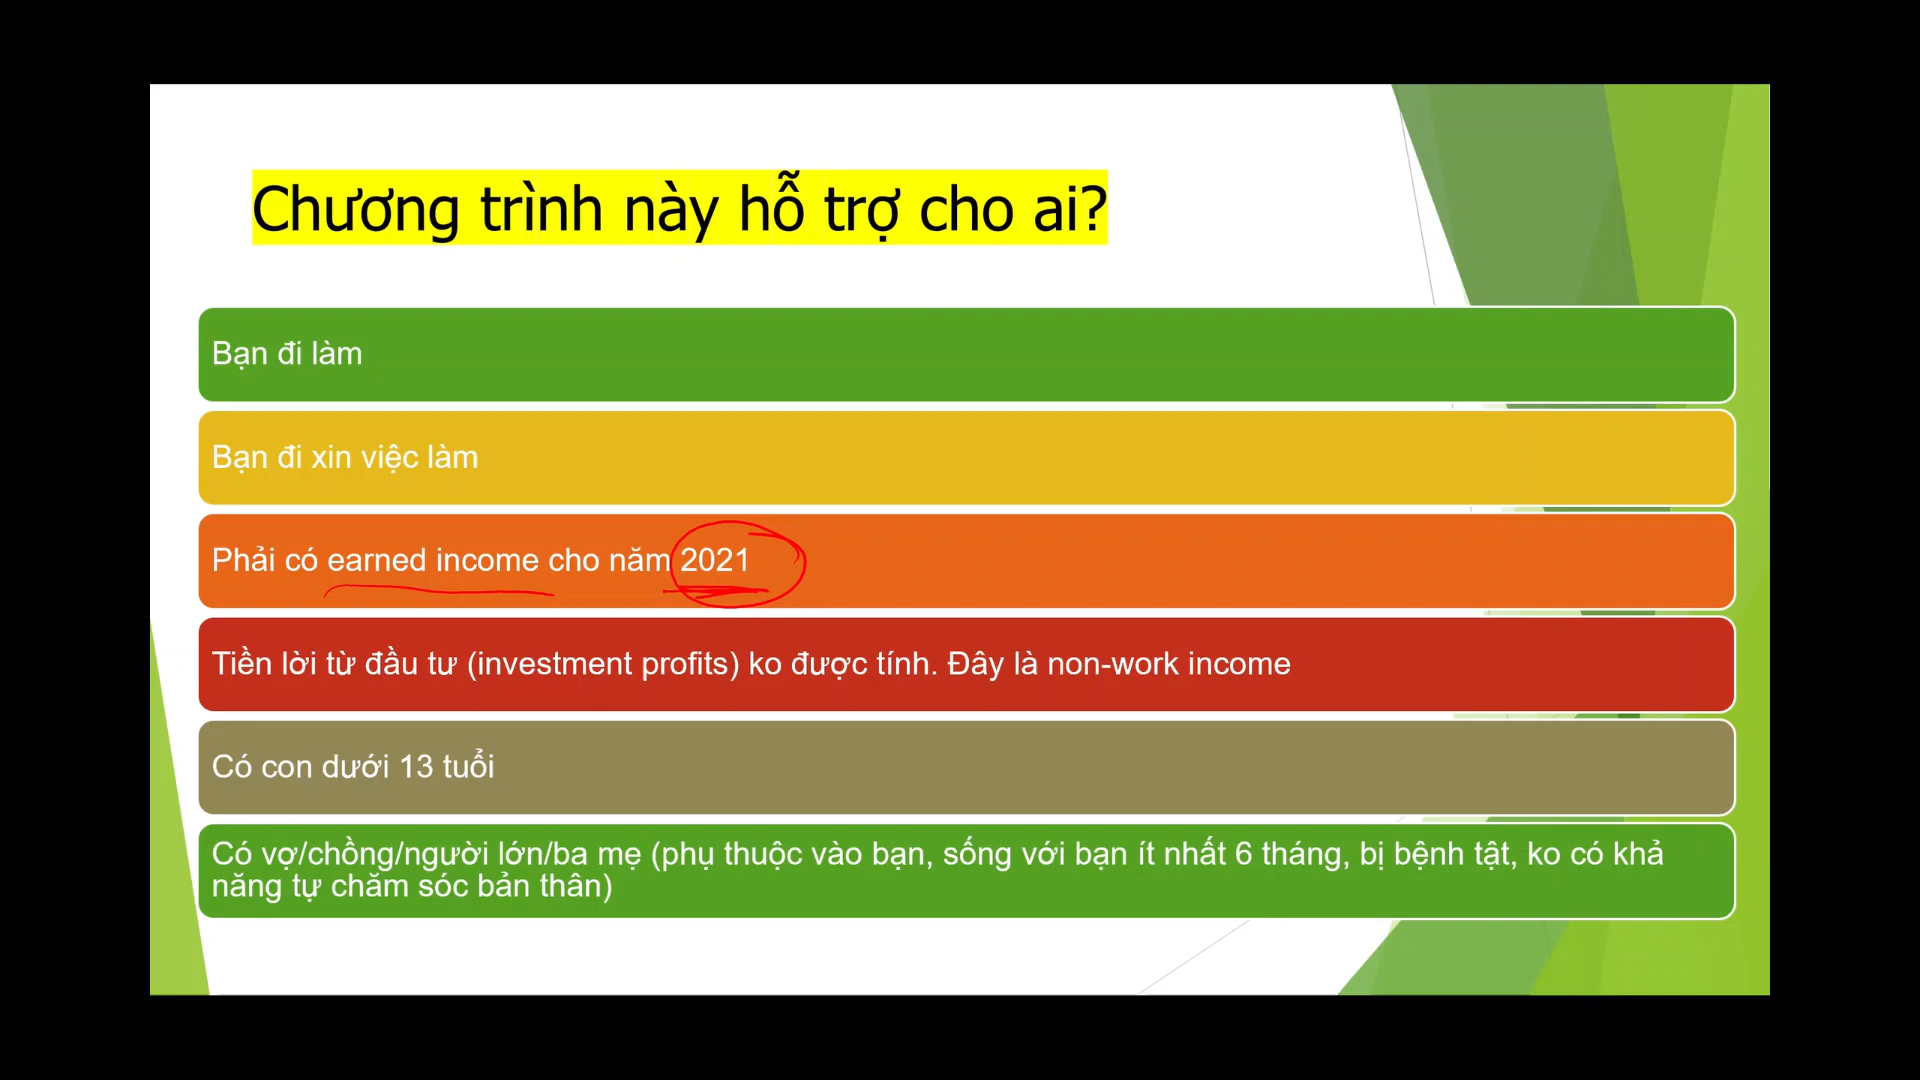 Chương trình này hỗ trợ cho ai?
Bạn đi làm
Bạn đi xin việc làm
Phải có earned income cho năm 2021
Tiền lời từ đầu tư (investment profits) ko được tính. Đây là non-work income
Có con dưới 13 tuổi
Có vợ/chồng/người lớn/ba mẹ (phụ thuộc vào bạn, sống với bạn ít nhất 6 tháng, bị bệnh tật, ko có khả
năng tự chăm sóc bản thân)